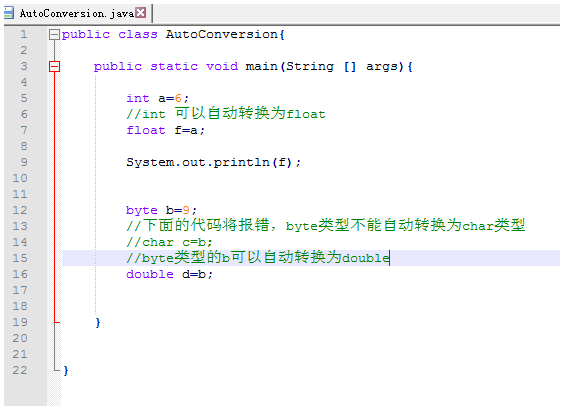 AutoConversion.java
1 public class AutoConversion{
2
3 public static void main(String [] args){
4
5 int a=6;
6 //int 可以自动转换为float
7 float f=a;
8
9 System.out.println(f);
10
11
12 byte b=9;
13 //下面的代码将报错，byte类型不能自动转换为char类型
14 //char c=b;
15 //byte类型的b可以自动转换为double
16 double d=b;
17
18
19 }
20
21
22 }